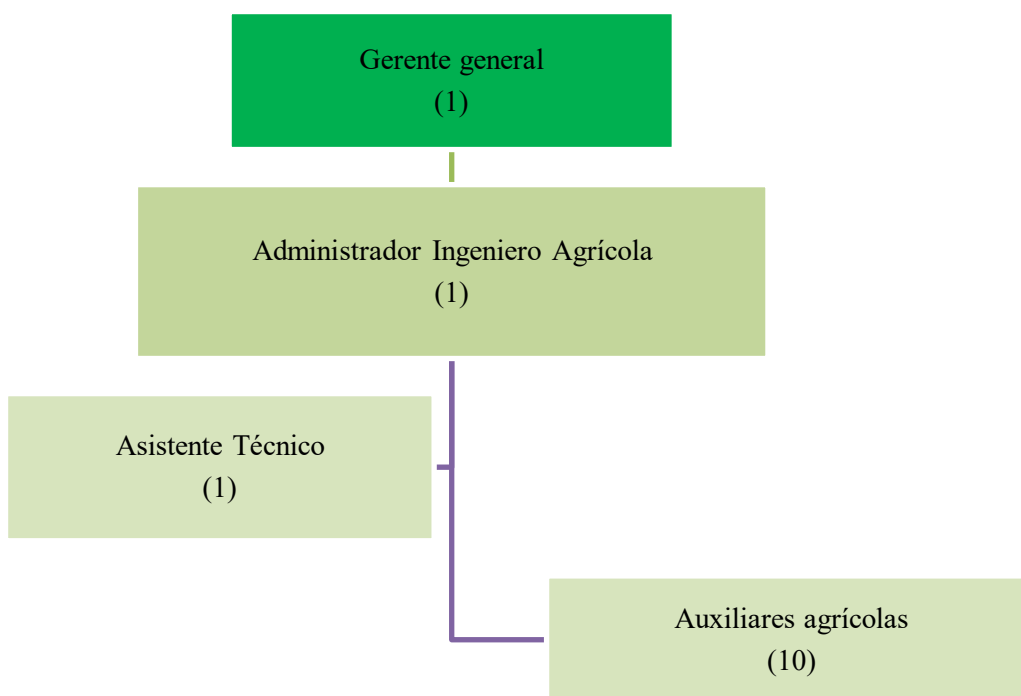 Gerente general
(1)
Administrador Ingeniero Agrícola
(1)
Asistente Técnico
(1)
Auxiliares agrícolas
(10)